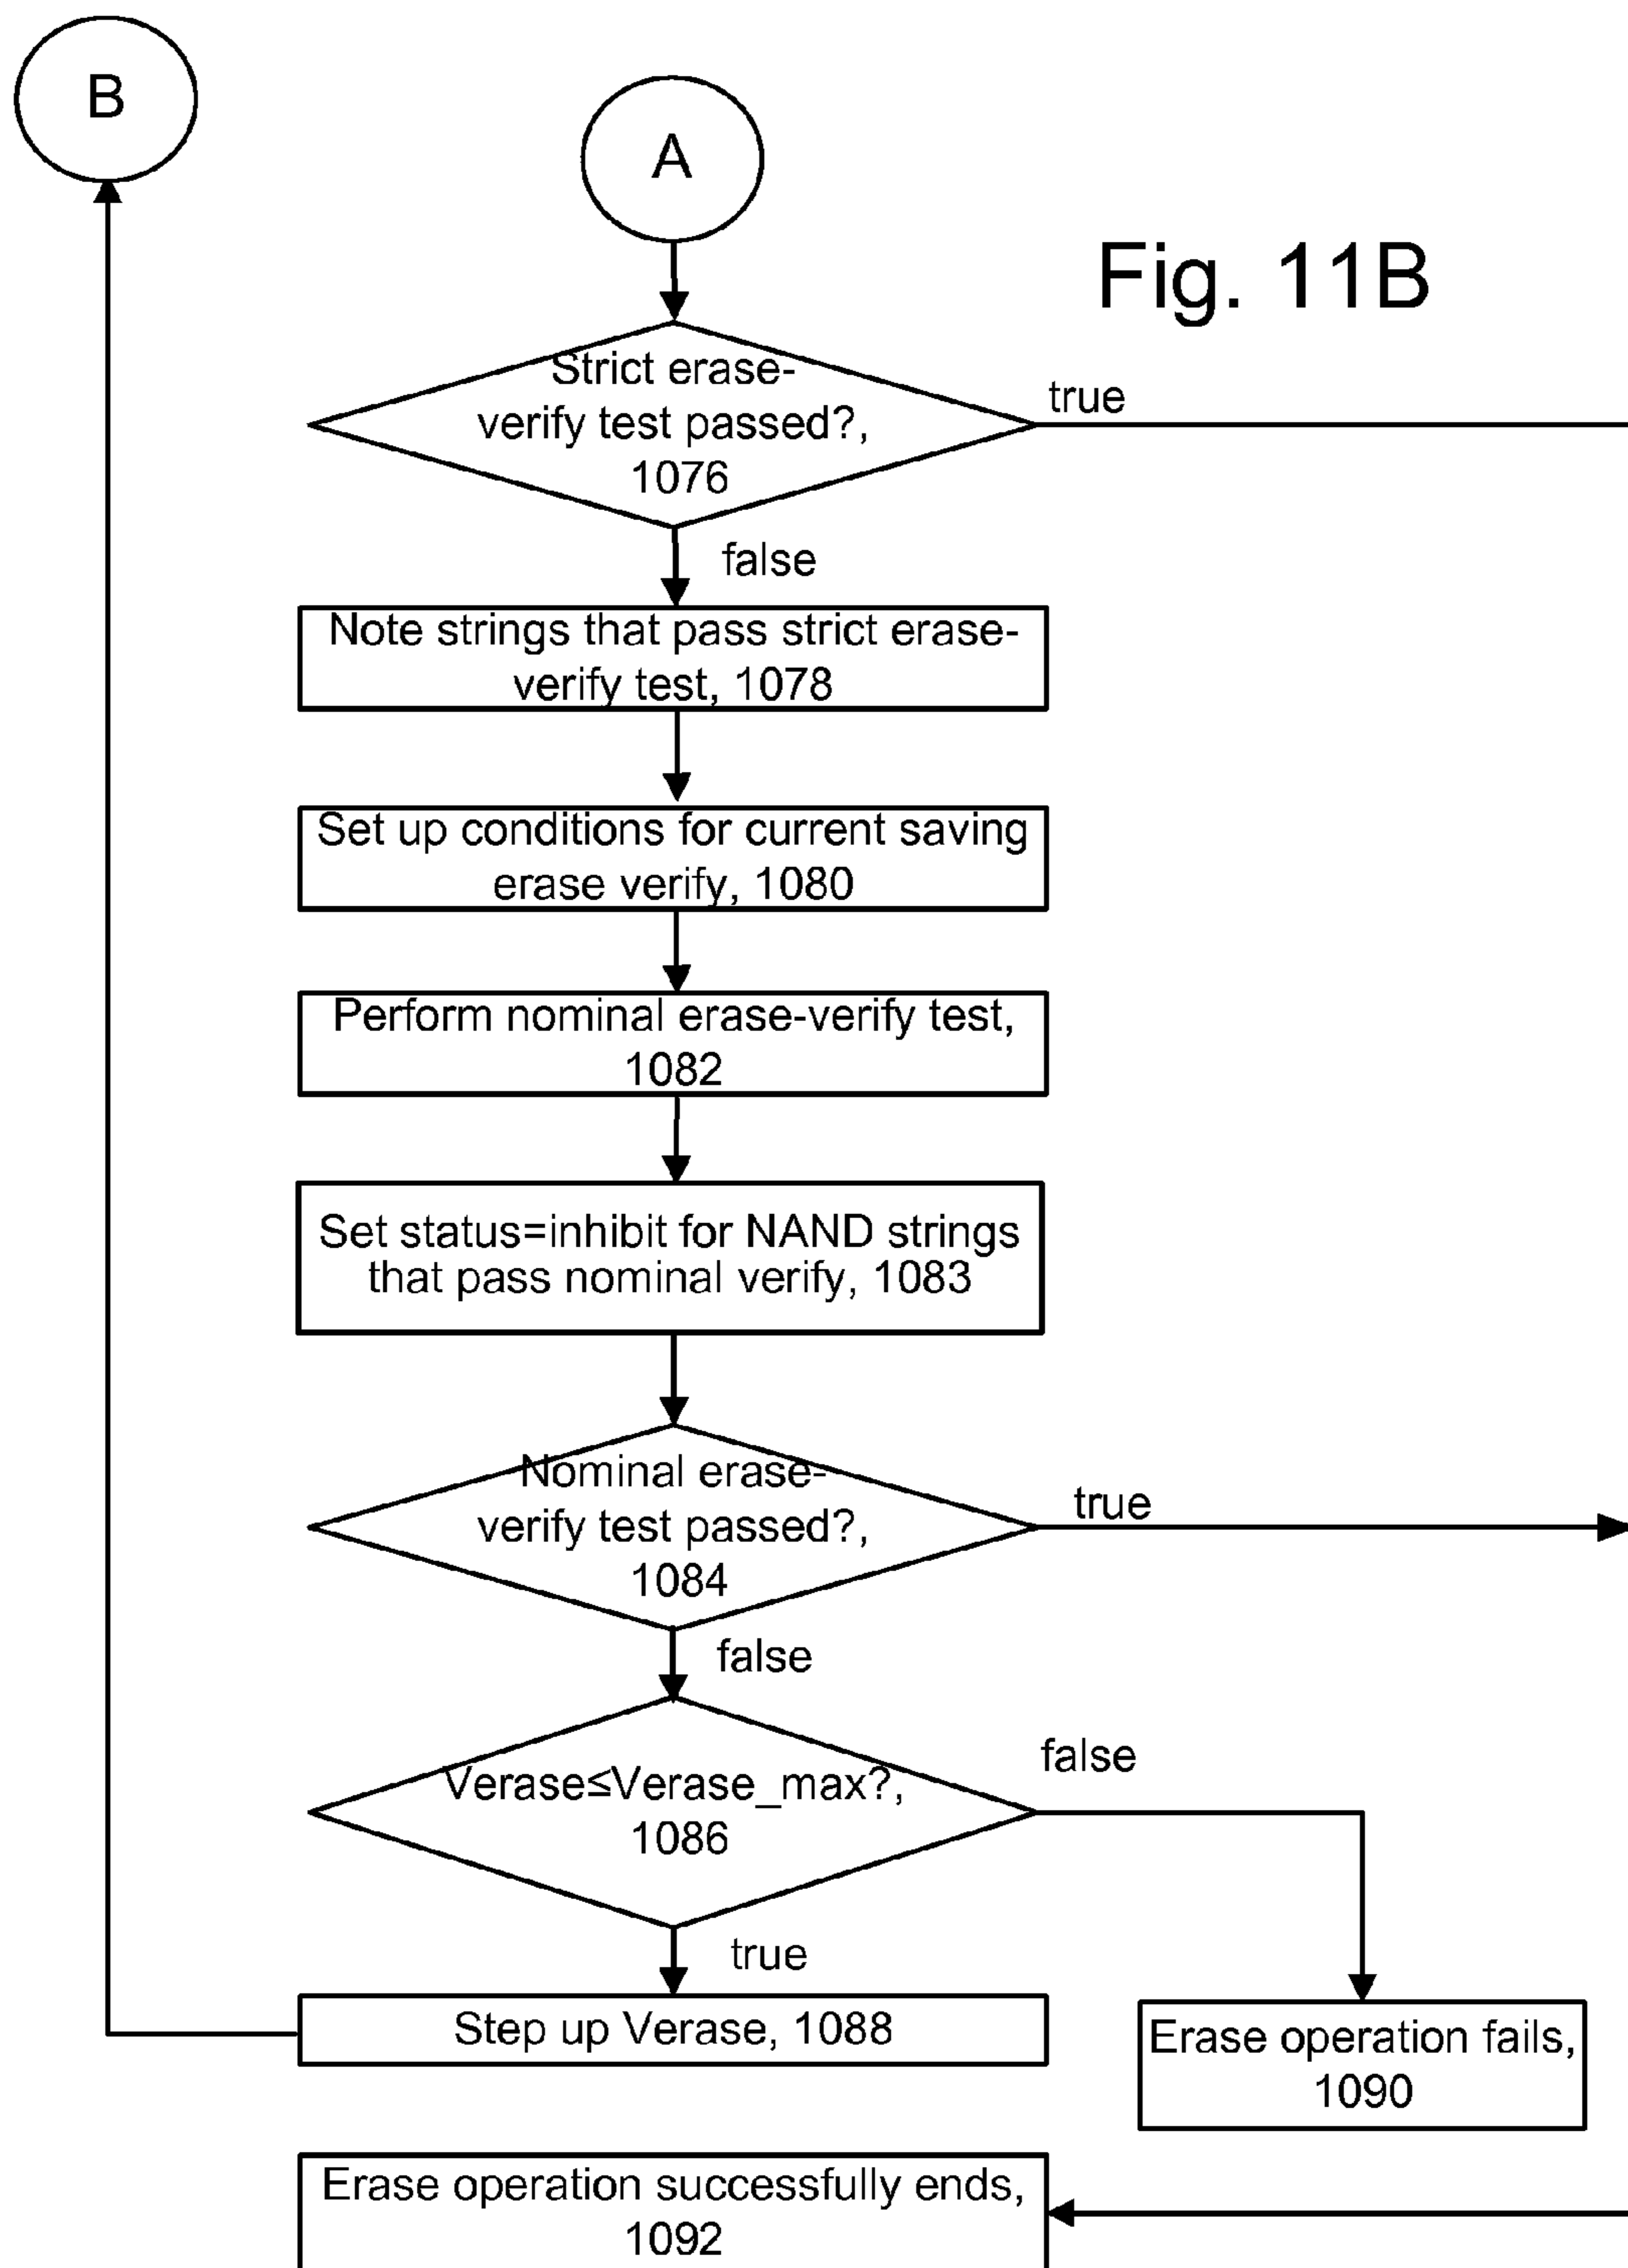 B
A
Fig. 11B
Strict erase-
verify test passed?,
1076
true
false
Note strings that pass strict erase-
verify test, 1078
Set up conditions for current saving
erase verify, 1080
Perform nominal erase-verify test,
1082
Set status=inhibit for NAND strings
that pass nominal verify, 1083
Nominal erase-
verify test passed?,
1084
true
false
Verase≤Verase_max?,
1086
false
true
Step up Verase, 1088
Erase operation fails,
1090
Erase operation successfully ends,
1092